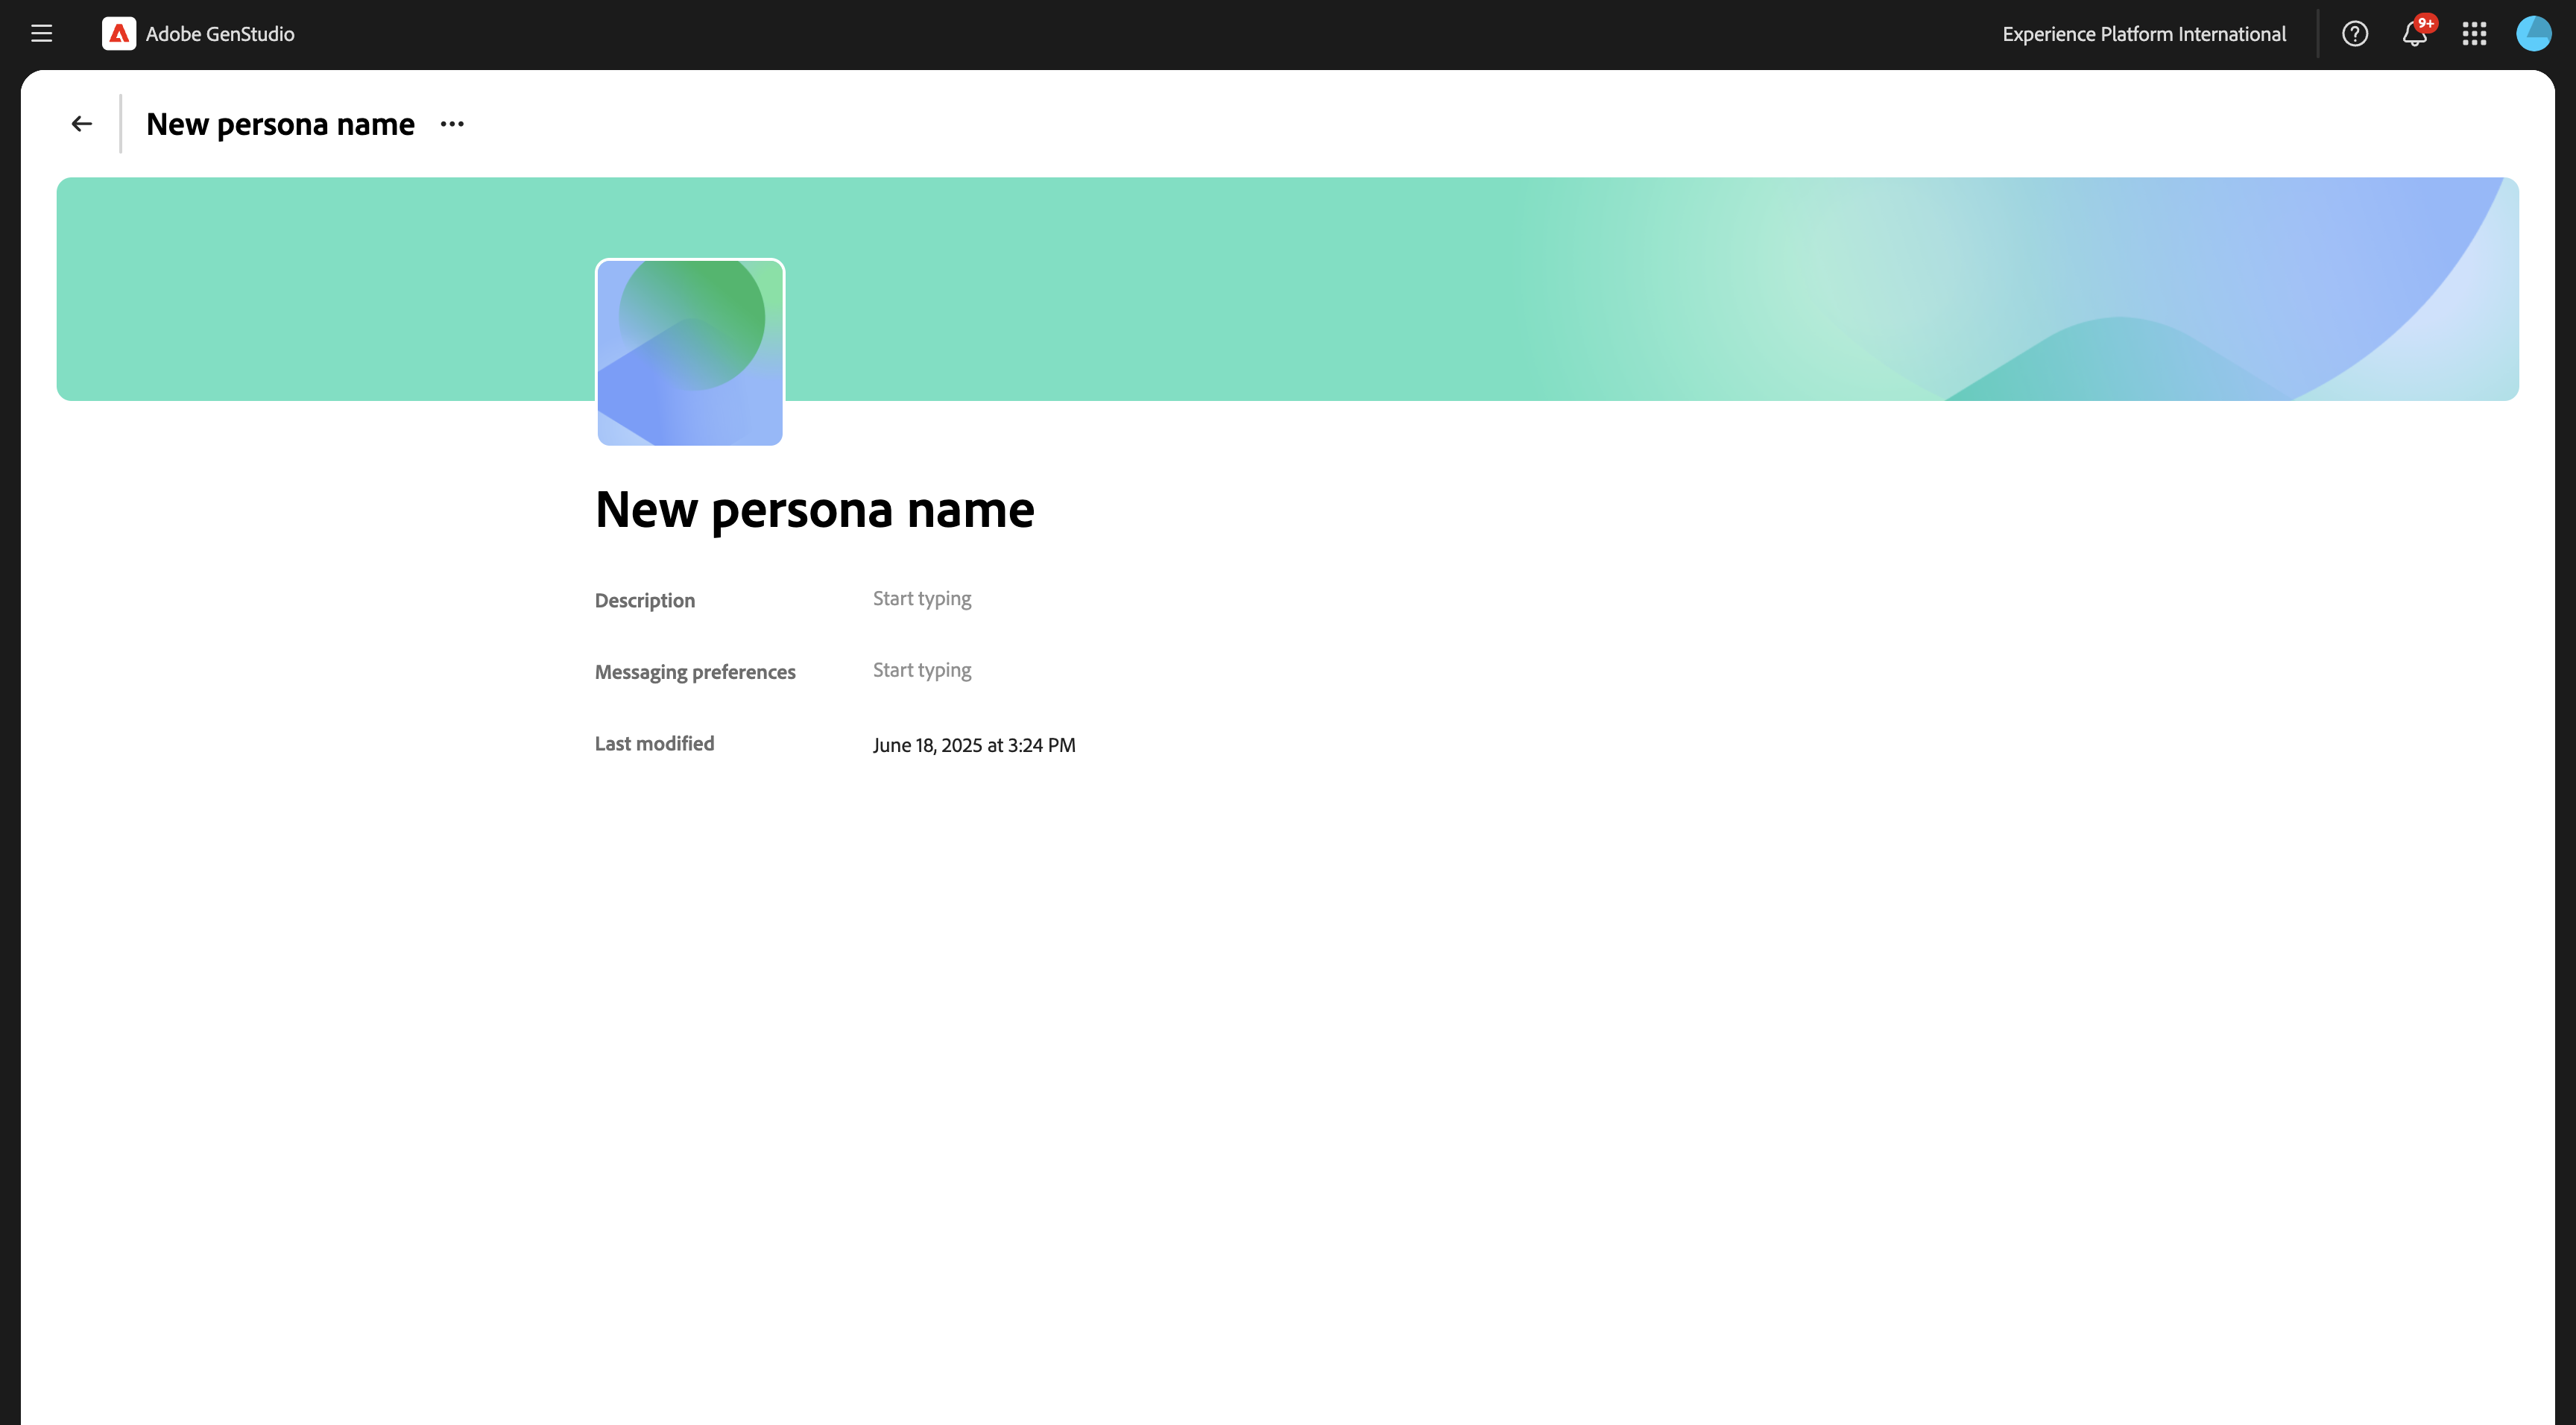 Adobe GenStudio
Experience Platform International
9+
New persona name
New persona name
Description
Start typing
Messaging preferences
Start typing
Last modified
June 18, 2025 at 3:24 PM